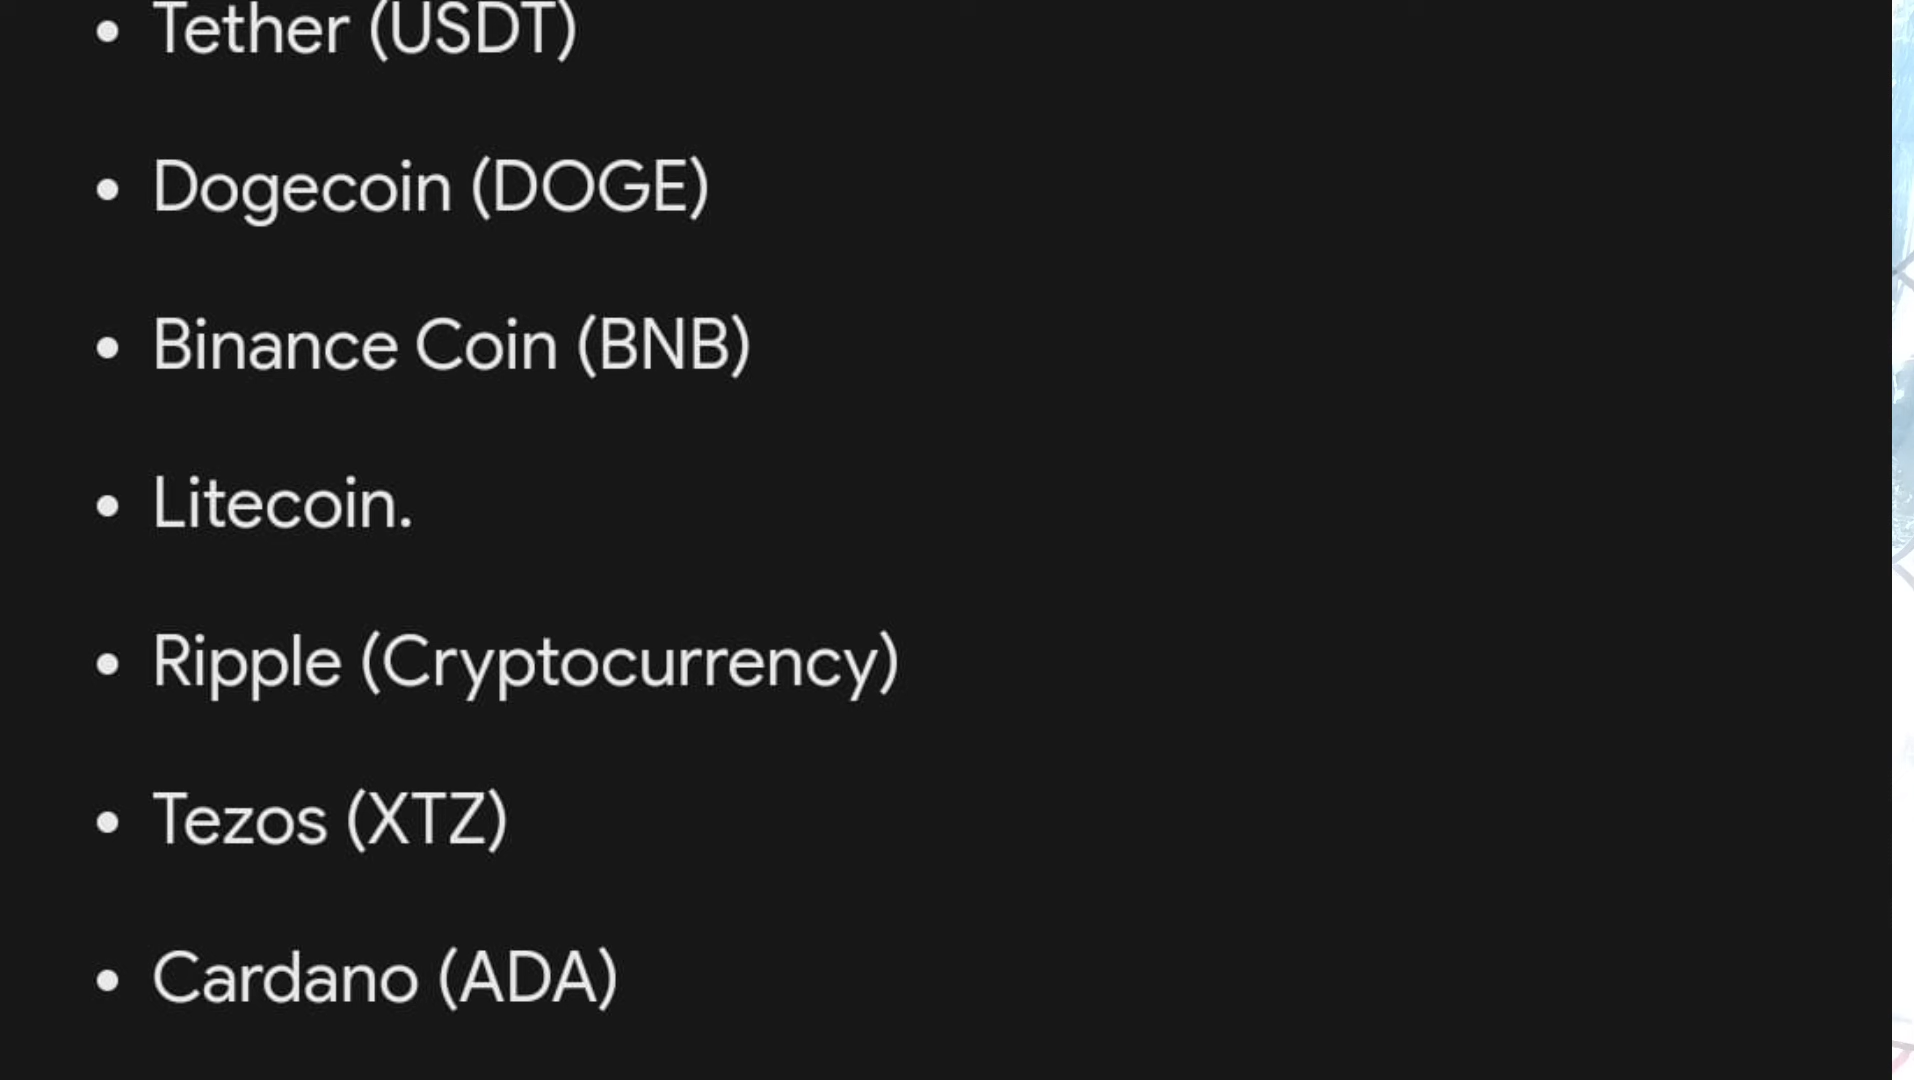 • Tether (USDT)
• Dogecoin (DOGE)
• Binance Coin (BNB)
• Litecoin.
• Ripple (Cryptocurrency)
• Tezos (XTZ)
• Cardano (ADA)